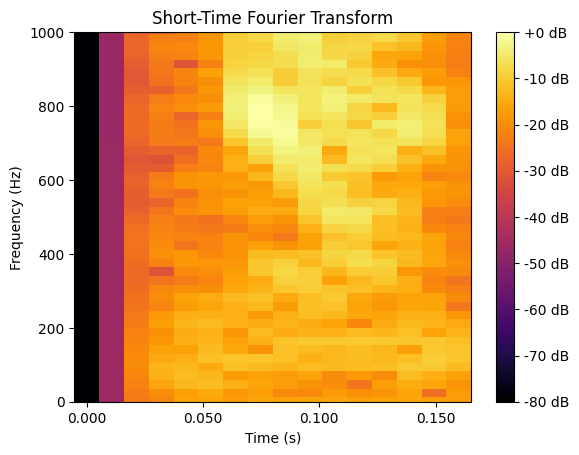 Short-Time Fourier Transform
Frequency (Hz)
1000
800
600
400
200
0
0.000
0.050
0.100
0.150
Time (s)
+0 dB
-10 dB
-20 dB
-30 dB
-40 dB
-50 dB
-60 dB
-70 dB
-80 dB